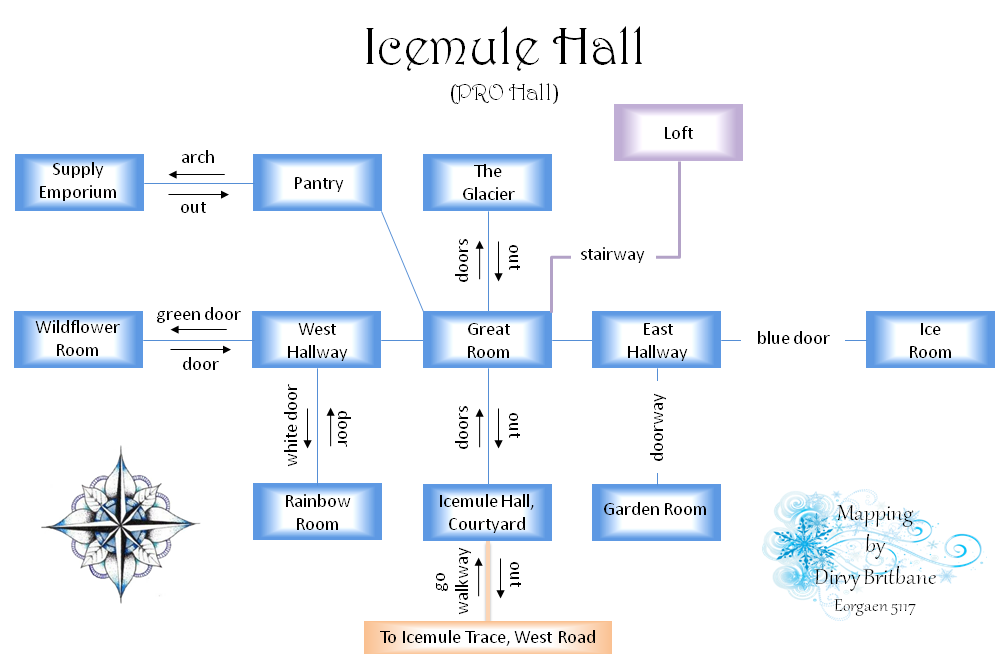 Icemule Hall
(PRO Hall)
Loft
Supply
Emporium
arch
out
Pantry
The
Glacier
doors
out
stairway
Wildflower
Room
green door
door
West
Hallway
Great
Room
East
Hallway
blue door
Ice
Room
white door
door
doors
out
doorway
Rainbow
Room
Icemule Hall,
Courtyard
Garden Room
go
walkway
out
To Icemule Trace, West Road
Mapping
by
Dirvy Britbane
Eorgaen 5117